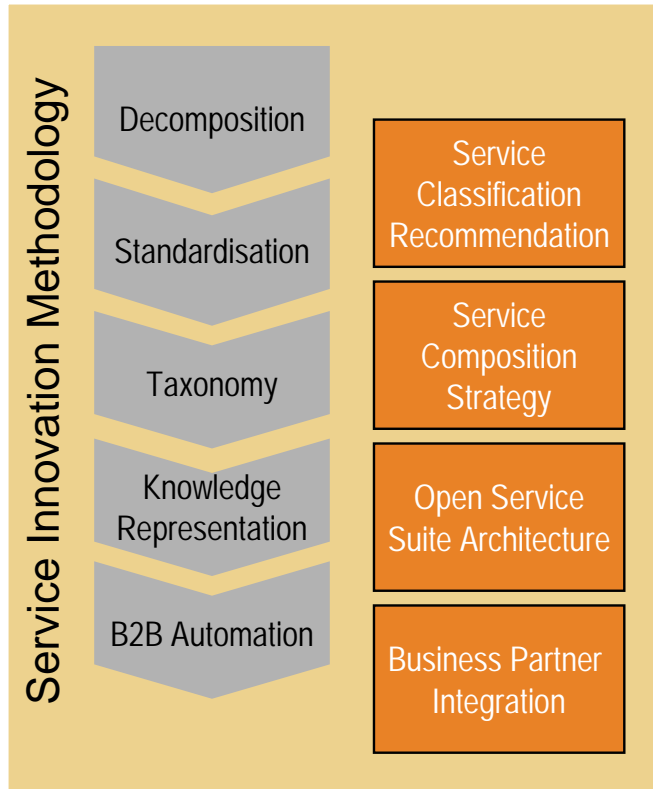 Service Innovation Methodology
Decomposition
Standardisation
Taxonomy
Knowledge
Representation
B2B Automation
Service
Classification
Recommendation
Service
Composition
Strategy
Open Service
Suite Architecture
Business Partner
Integration